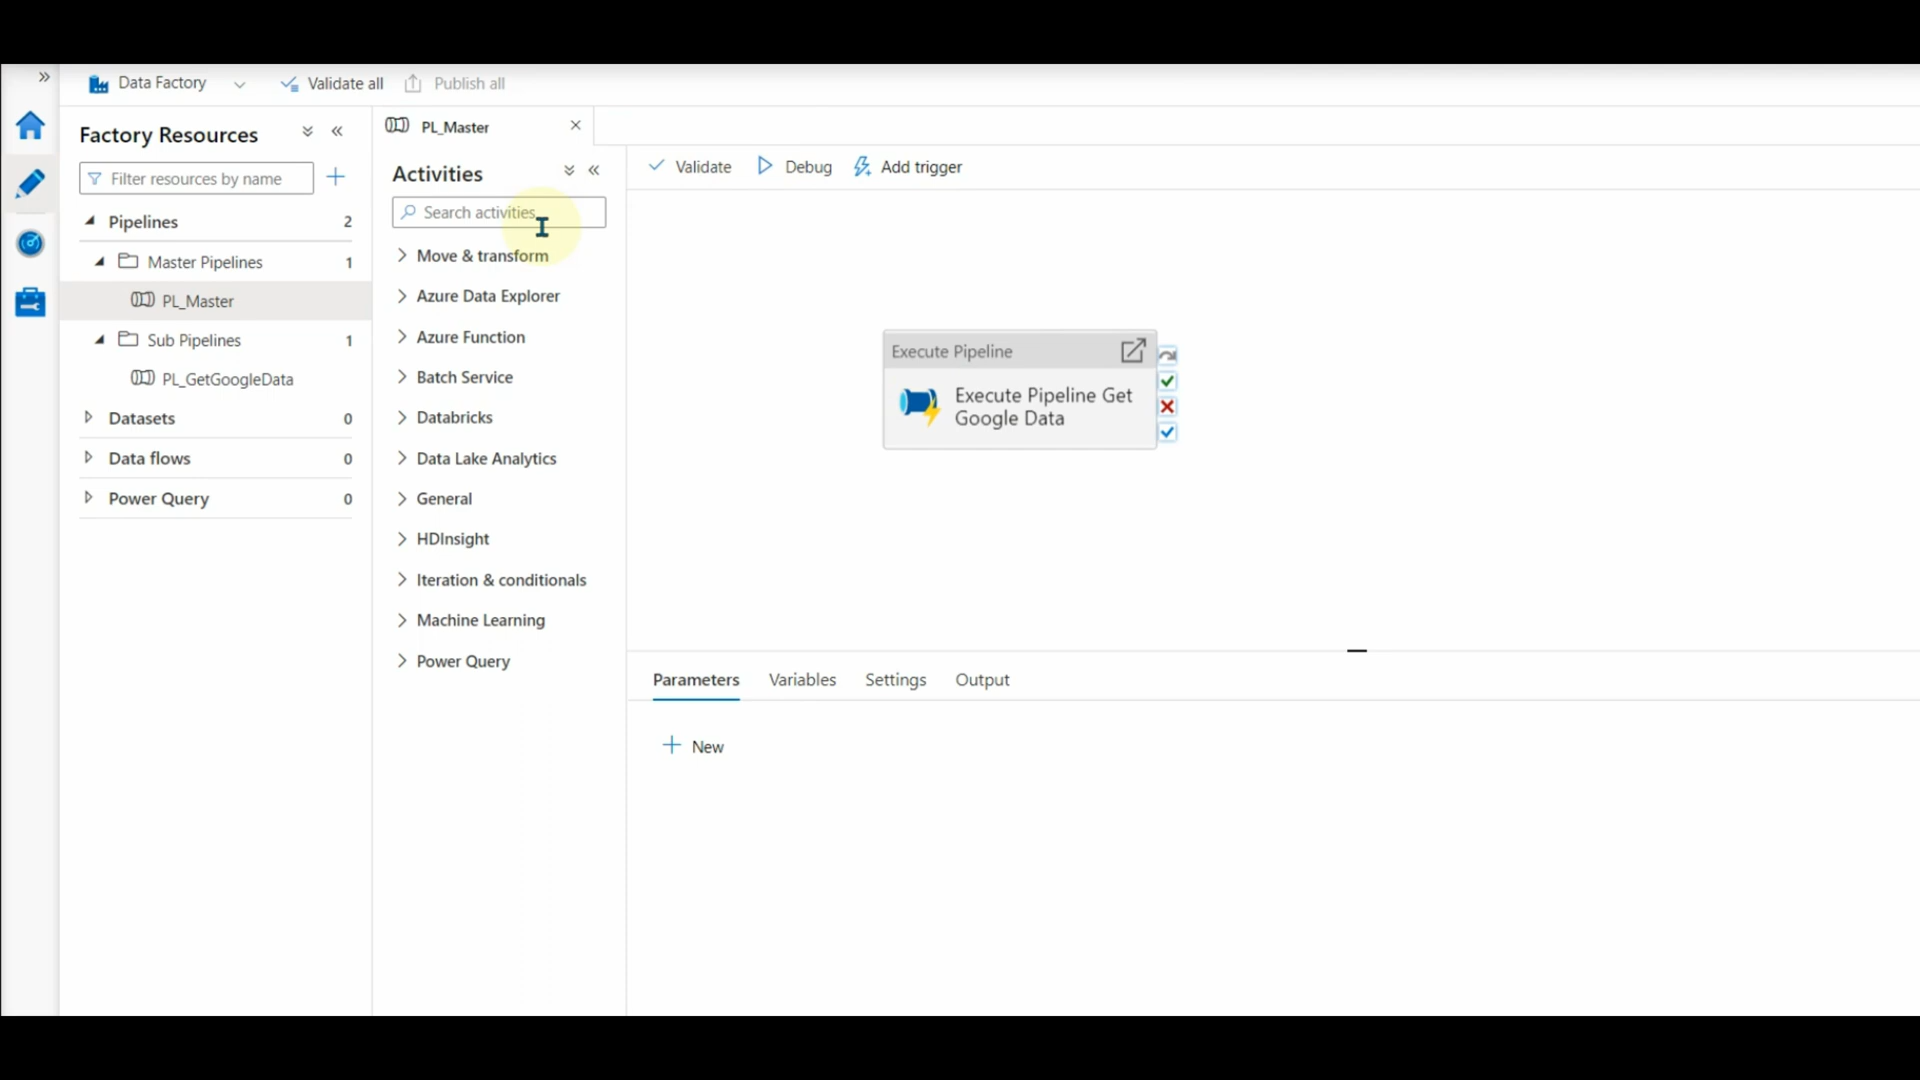 Data Factory
Validate all
Publish all
Factory Resources
Filter resources by name
Pipelines 2
Master Pipelines 1
PL_Master
Sub Pipelines 1
PL_GetGoogleData
Datasets 0
Data flows 0
Power Query 0
PL_Master
Activities
Search activities
Move & transform
Azure Data Explorer
Azure Function
Batch Service
Databricks
Data Lake Analytics
General
HDInsight
Iteration & conditionals
Machine Learning
Power Query
Validate
Debug
Add trigger
Execute Pipeline
Execute Pipeline Get
Google Data
Parameters
Variables
Settings
Output
New